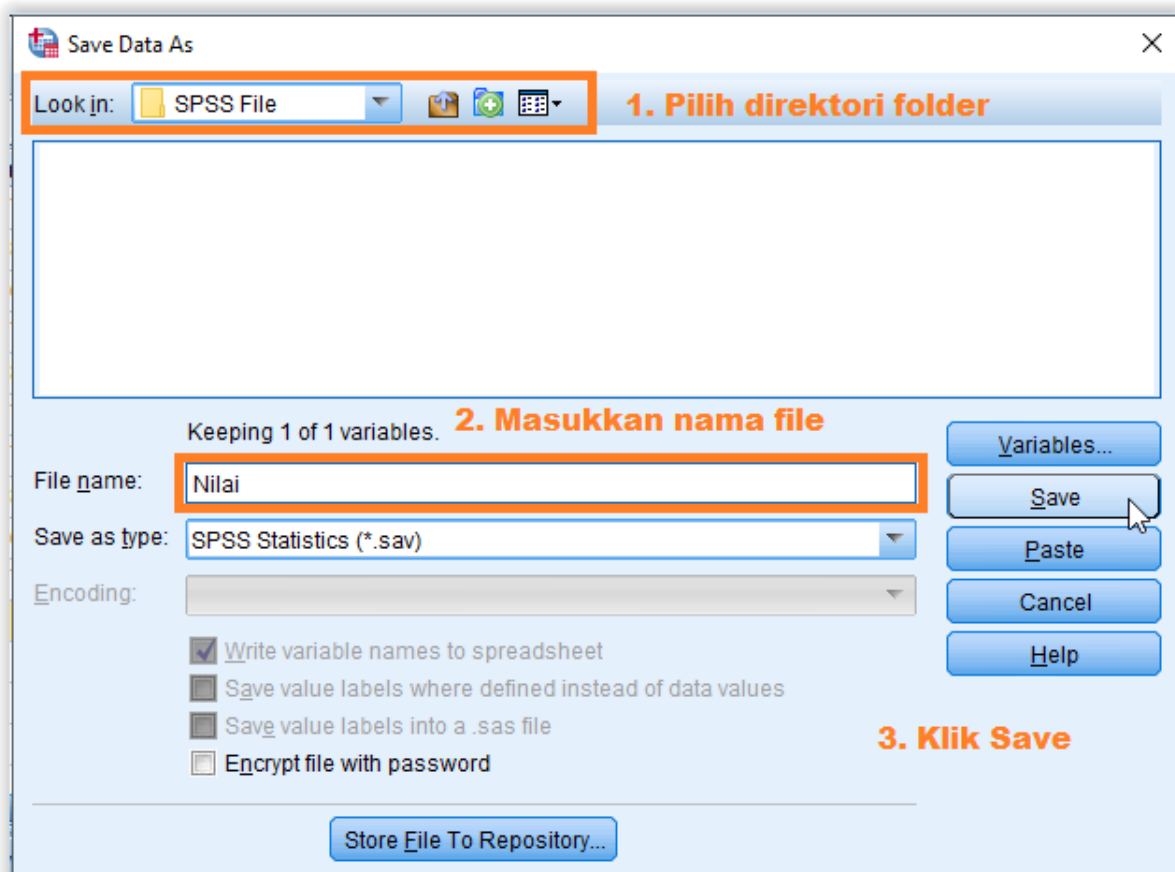 Save Data As
Look in: SPSS File 1. Pilih direktori folder
Keeping 1 of 1 variables. 2. Masukkan nama file
Variables...
File name: Nilai
Save
Save as type: SPSS Statistics (*.sav)
Paste
Encoding:
Cancel
Write variable names to spreadsheet
Help
Save value labels where defined instead of data values
Save value labels into a .sas file
3. Klik Save
Encrypt file with password
Store File To Repository...